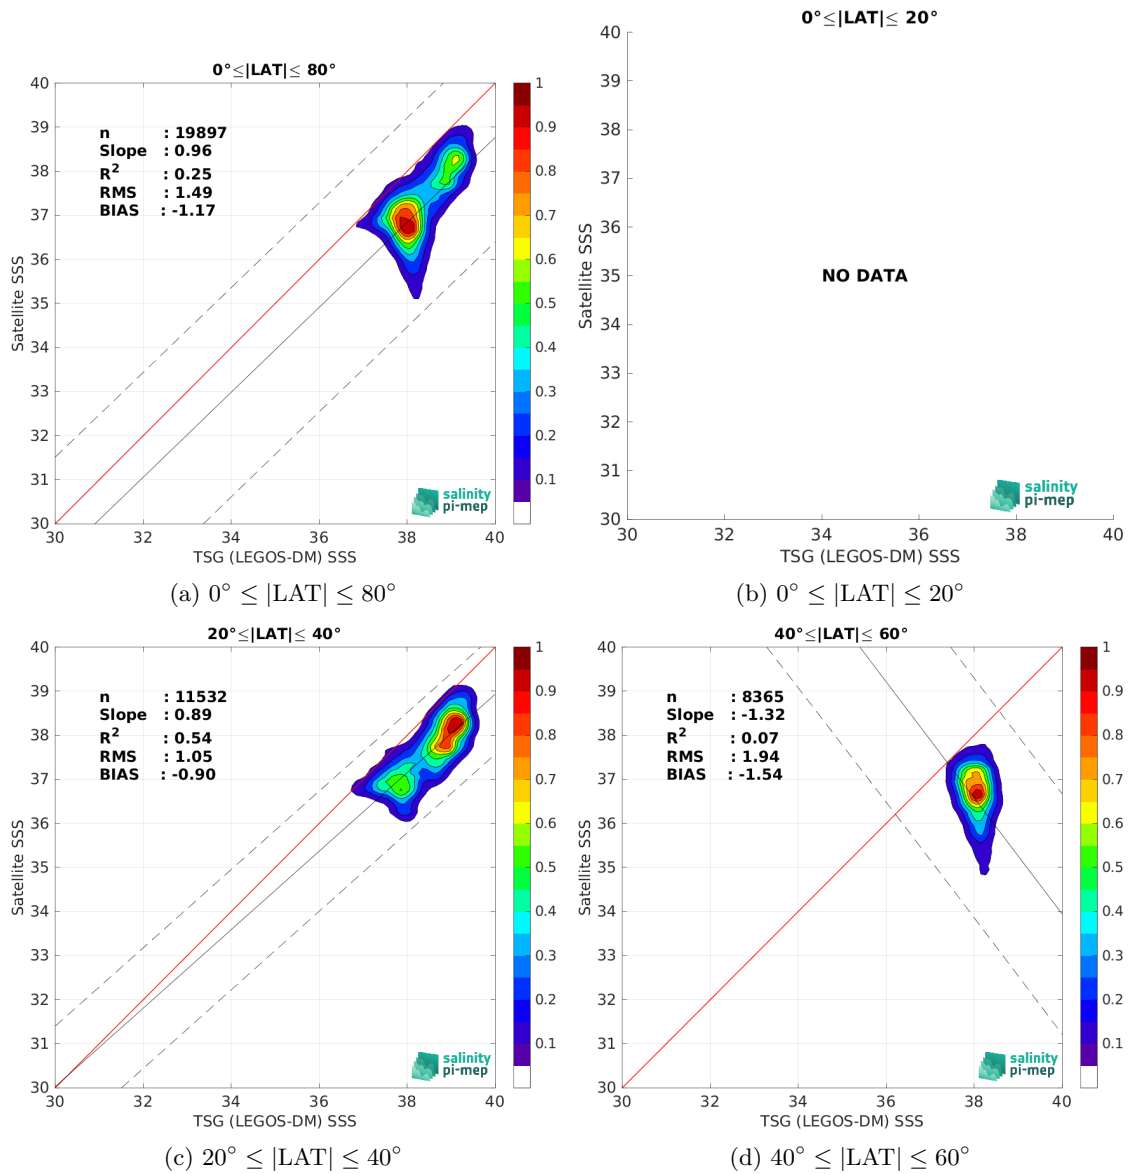 0°≤|LAT|≤ 80°
40
39
38
37
36
35
34
33
32
31
30
Satellite SSS
n : 19897
Slope : 0.96
R² : 0.25
RMS : 1.49
BIAS : -1.17
salinity
pi-mep
30 32 34 36 38 40
TSG (LEGOS-DM) SSS
1
0.9
0.8
0.7
0.6
0.5
0.4
0.3
0.2
0.1
(a) 0° ≤ |LAT| ≤ 80°
0°≤|LAT|≤ 20°
40
39
38
37
36
35
34
33
32
31
30
Satellite SSS
NO DATA
salinity
pi-mep
30 32 34 36 38 40
TSG (LEGOS-DM) SSS
(b) 0° ≤ |LAT| ≤ 20°
20°≤|LAT|≤ 40°
40
39
38
37
36
35
34
33
32
31
30
Satellite SSS
n : 11532
Slope : 0.89
R² : 0.54
RMS : 1.05
BIAS : -0.90
salinity
pi-mep
30 32 34 36 38 40
TSG (LEGOS-DM) SSS
1
0.9
0.8
0.7
0.6
0.5
0.4
0.3
0.2
0.1
(c) 20° ≤ |LAT| ≤ 40°
40°≤|LAT|≤ 60°
40
39
38
37
36
35
34
33
32
31
30
Satellite SSS
n : 8365
Slope : -1.32
R² : 0.07
RMS : 1.94
BIAS : -1.54
salinity
pi-mep
30 32 34 36 38 40
TSG (LEGOS-DM) SSS
1
0.9
0.8
0.7
0.6
0.5
0.4
0.3
0.2
0.1
(d) 40° ≤ |LAT| ≤ 60°